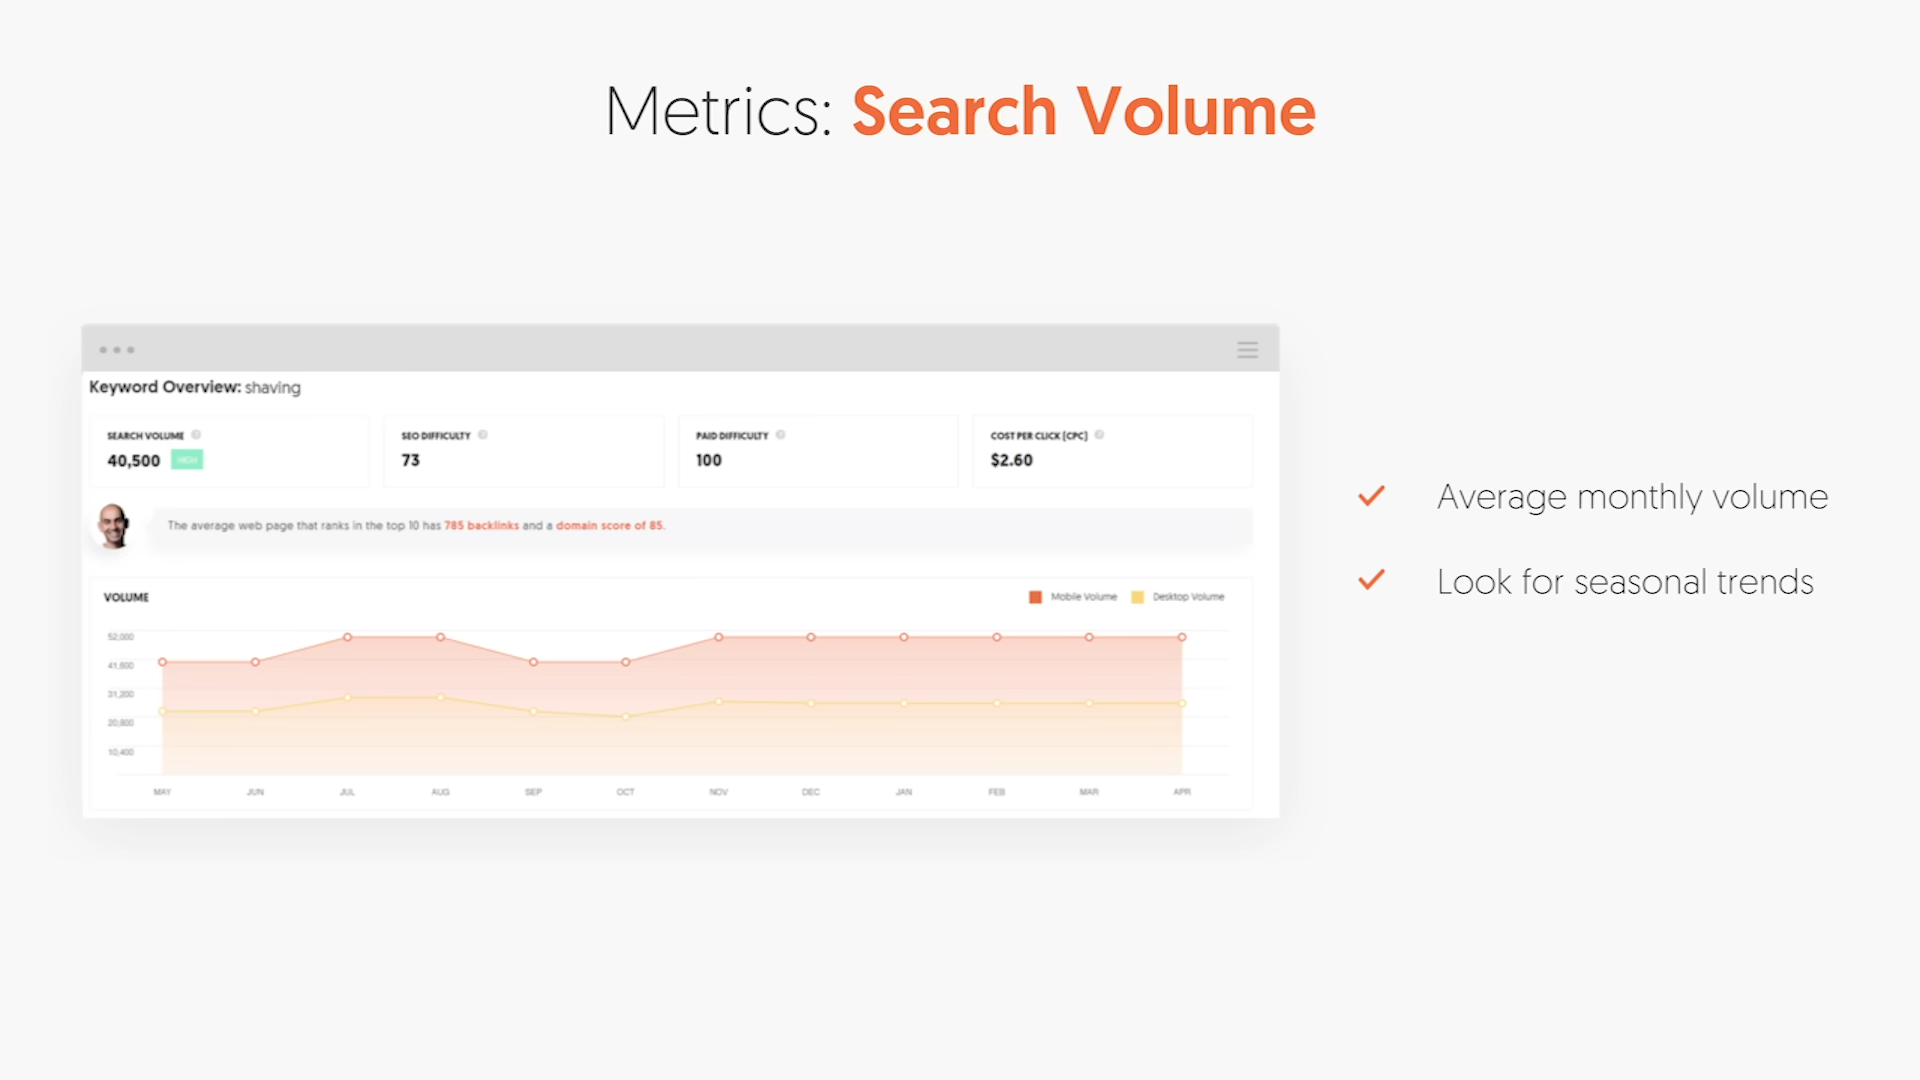 Metrics: Search Volume
Keyword Overview: shaving
SEARCH VOLUME
40,500 HIGH
SEO DIFFICULTY
73
PAID DIFFICULTY
100
COST PER CLICK [CPC]
$2.60
The average web page that ranks in the top 10 has 785 backlinks and a domain score of 85.
VOLUME
Mobile Volume Desktop Volume
52,000
41,600
31,200
20,800
10,400
MAY JUN JUL AUG SEP OCT NOV DEC JAN FEB MAR APR
Average monthly volume
Look for seasonal trends